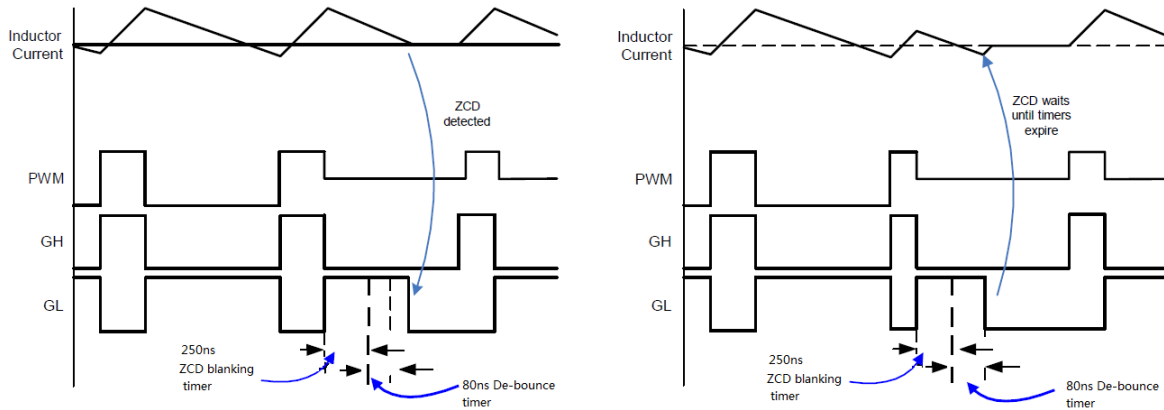 Inductor
Current
ZCD
detected
PWM
GH
GL
250ns
ZCD blanking
timer
80ns De-bounce
timer
Inductor
Current
ZCD waits
until timers
expire
PWM
GH
GL
250ns
ZCD blanking
timer
80ns De-bounce
timer